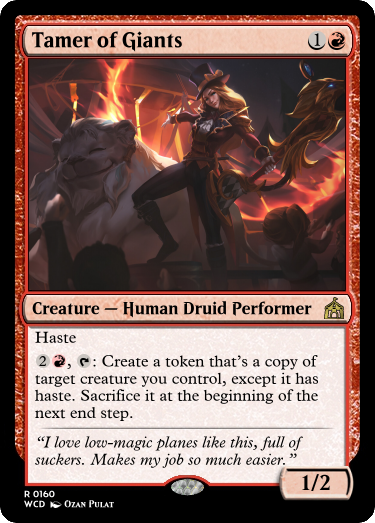 Tamer of Giants 1
Creature — Human Druid Performer
Haste
2 , : Create a token that's a copy of
target creature you control, except it has
haste. Sacrifice it at the beginning of the
next end step.
“I love low-magic planes like this, full of
suckers. Makes my job so much easier.”
1/2
R 0160
WCD Ozan Pulat